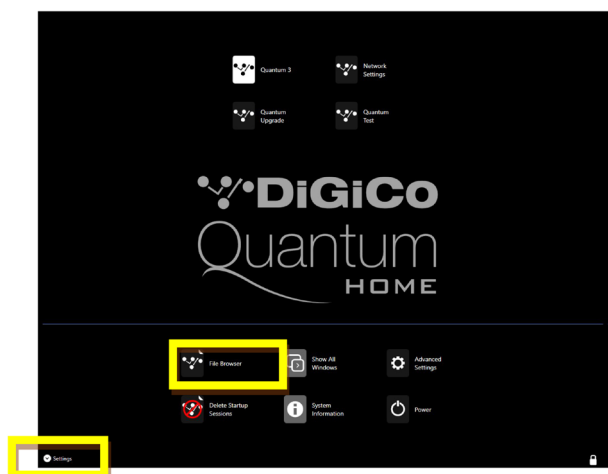 Quantum 3
Network
Settings
Quantum
Upgrade
Quantum
Test
DiGiCo
Quantum
HOME
File Browser
Show All
Windows
Advanced
Settings
Delete Startup
Sessions
System
Information
Power
Settings